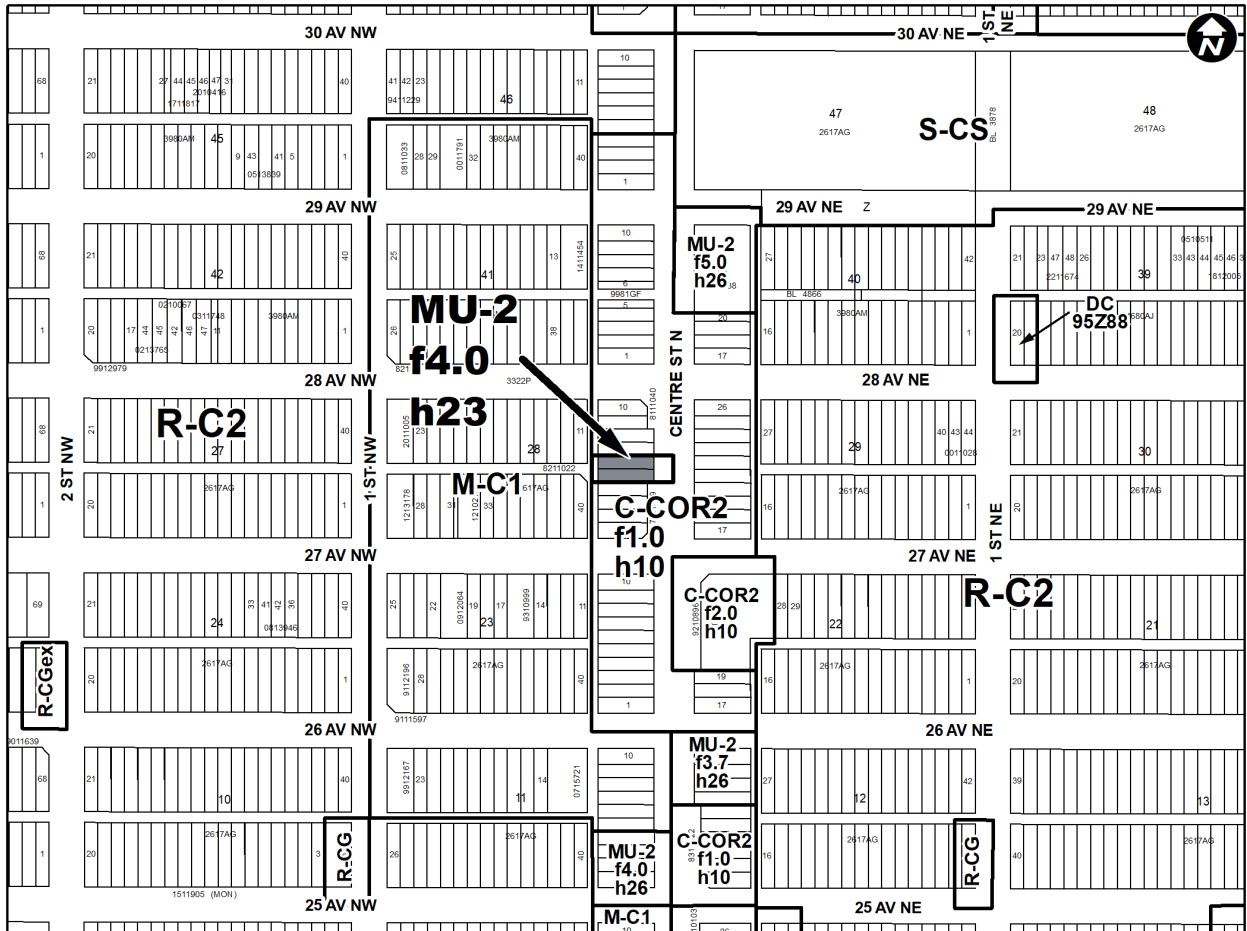 30 AV NW
30 AV NE
1 ST
NE
N
17
10
68
21
27 44 45 46 47 31
2010416
1711817
40
41 42 23
9411229
46
11
10
47
2617AG
S-CS
BL 3878
48
2617AG
1
20
3980AM
45
9 43 41 5
0513839
1
0811033
28 29
0011791
32
3980AM
40
1
29 AV NW
29 AV NE
Z
29 AV NE
68
21
42
40
25
41
13
1411454
10
6
9981GF
5
MU-2
f5.0
h26
38
27
40
42
BL 4866
21
23 47 48 26
2211674
39
0510511
33 43 44 45 46
1812005
1
20
17 44 45 42 46 47 11
0210067
0311748
0213765
3980AM
1
9912979
26
MU-2
f4.0
h23
38
1
20
17
16
3980AM
1
20
DC
95Z88
1680AJ
28 AV NW
3322P
28 AV NE
CENTRE ST N
8111040
68
21
R-C2
27
40
2011005
23
28
11
10
26
27
29
40 43 44
0011028
21
30
2 ST NW
1 ST NW
8211022
1
20
2617AG
1
M-C1
1213178
28
31
33
40
C-COR2
f1.0
h10
17
16
2617AG
1
1 ST NE
20
2617AG
27 AV NW
27 AV NE
69
21
24
33 41 42 36
0813946
40
25
22
0912064
19
23
17
9310999
14
11
10
C-COR2
f2.0
h10
9210896
28 29
22
R-C2
21
R-CGex
20
2617AG
1
9112196
28
2617AG
40
1
19
17
16
2617AG
1
20
2617AG
9111597
26 AV NW
26 AV NE
9011639
68
21
10
40
9912167
23
11
14
0715721
10
MU-2
f3.7
h26
27
12
42
39
13
1
20
2617AG
3
R-CG
26
2617AG
40
MU-2
f4.0
h26
C-COR2
f1.0
h10
16
2617AG
R-CG
40
2617AG
1511905 (MON)
25 AV NW
25 AV NE
M-C1
10
26